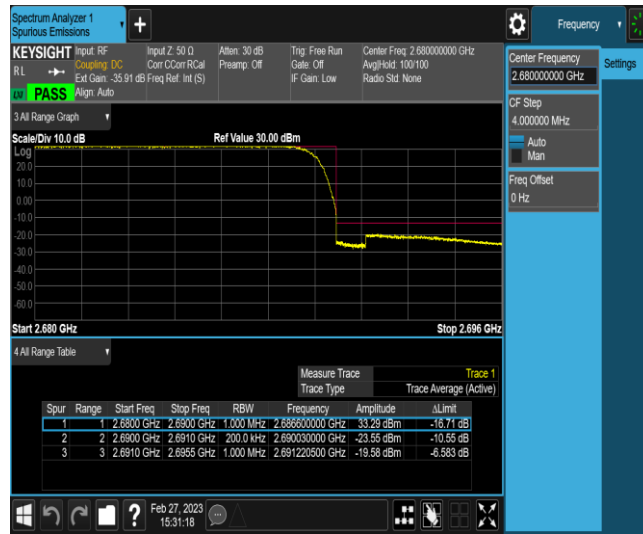 Spectrum Analyzer 1
Spurious Emissions
Frequency
KEYSIGHT
R L
LNI PASS
Input: RF
Coupling: DC
Ext Gain: -35.91 dB
Align: Auto
Input Z: 50 Ω
Corr CCorr RCal
Freq Ref: Int (S)
Atten: 30 dB
Preamp: Off
Trig: Free Run
Gate: Off
IF Gain: Low
Center Freq: 2.680000000 GHz
Avg|Hold: 100/100
Radio Std: None
Center Frequency
2.680000000 GHz
Settings
CF Step
4.000000 MHz
Auto
Man
Freq Offset
0 Hz
3 All Range Graph
Scale/Div 10.0 dB
Ref Value 30.00 dBm
Log
20.0
10.0
0.00
-10.0
-20.0
-30.0
-40.0
-50.0
-60.0
Start 2.680 GHz
Stop 2.696 GHz
4 All Range Table
Measure Trace Trace 1
Trace Type Trace Average (Active)
Spur Range Start Freq Stop Freq RBW Frequency Amplitude ΔLimit
1 1 2.6800 GHz 2.6900 GHz 1.000 MHz 2.686600000 GHz 33.29 dBm -16.71 dB
2 2 2.6900 GHz 2.6910 GHz 200.0 kHz 2.690030000 GHz -23.55 dBm -10.55 dB
3 3 2.6910 GHz 2.6955 GHz 1.000 MHz 2.691220500 GHz -19.58 dBm -6.583 dB
Feb 27, 2023
15:31:18